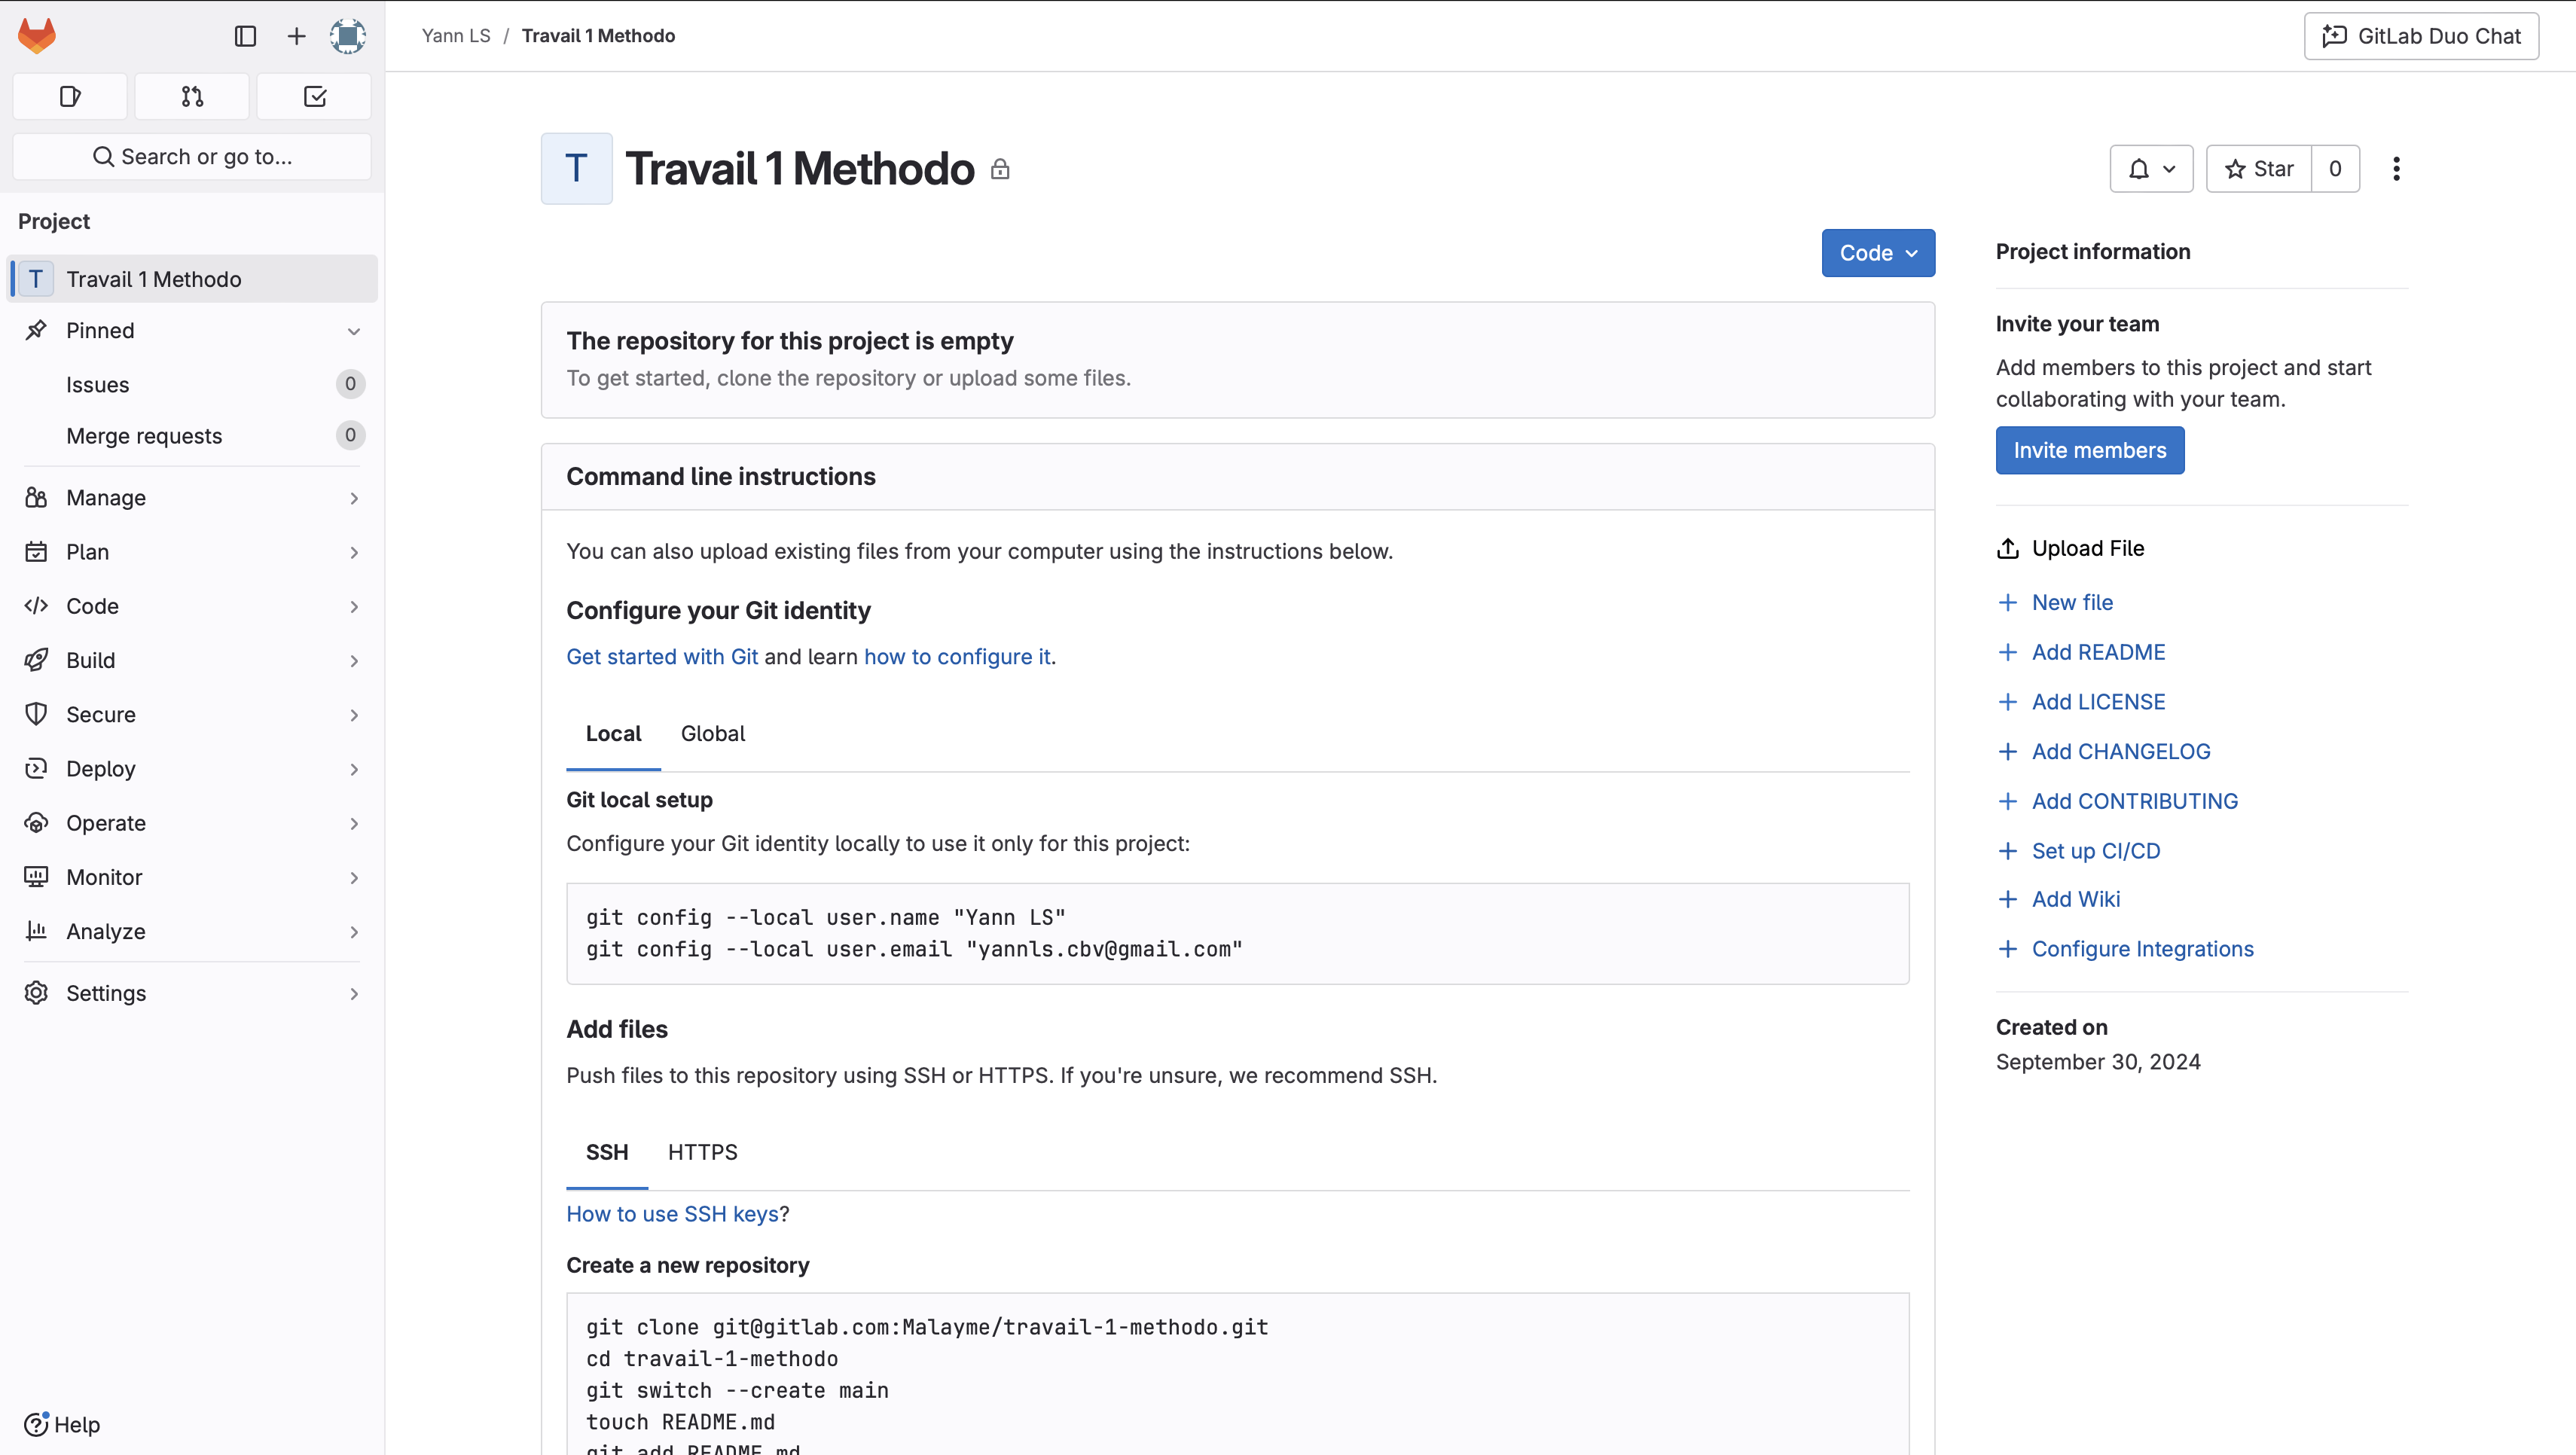 Yann LS / Travail 1 Methodo
GitLab Duo Chat
Search or go to...
Project
T Travail 1 Methodo
Pinned
Issues 0
Merge requests 0
Manage
Plan
Code
Build
Secure
Deploy
Operate
Monitor
Analyze
Settings
Help
T Travail 1 Methodo
Star 0
Code
The repository for this project is empty
To get started, clone the repository or upload some files.
Command line instructions
You can also upload existing files from your computer using the instructions below.
Configure your Git identity
Get started with Git and learn how to configure it.
Local Global
Git local setup
Configure your Git identity locally to use it only for this project:
git config --local user.name "Yann LS"
git config --local user.email "yannls.cbv@gmail.com"
Add files
Push files to this repository using SSH or HTTPS. If you're unsure, we recommend SSH.
SSH HTTPS
How to use SSH keys?
Create a new repository
git clone git@gitlab.com:Malayme/travail-1-methodo.git
cd travail-1-methodo
git switch --create main
touch README.md
git add README.md
Project information
Invite your team
Add members to this project and start
collaborating with your team.
Invite members
Upload File
New file
Add README
Add LICENSE
Add CHANGELOG
Add CONTRIBUTING
Set up CI/CD
Add Wiki
Configure Integrations
Created on
September 30, 2024